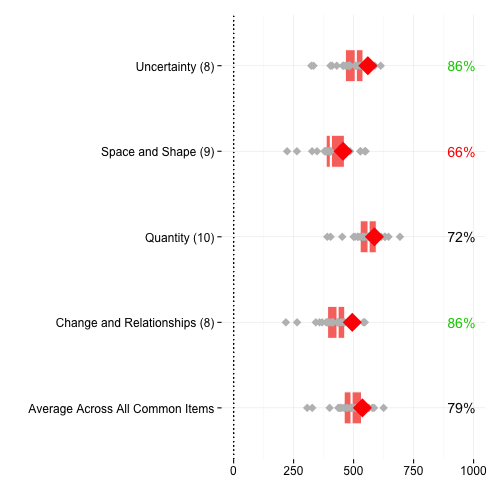 Uncertainty (8) 86%
Space and Shape (9) 66%
Quantity (10) 72%
Change and Relationships (8) 86%
Average Across All Common Items 79%
0 250 500 750 1000